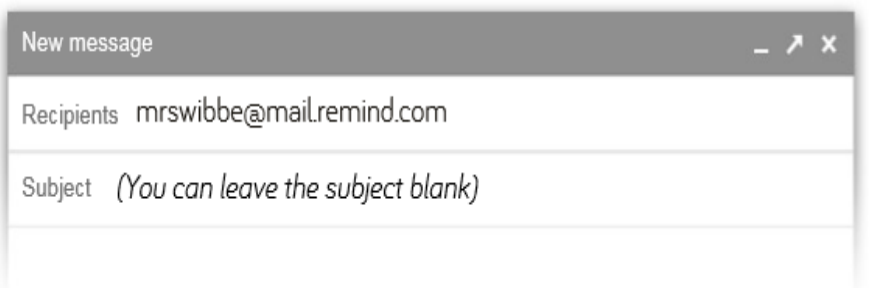 New message
Recipients mrswibbe@mail.remind.com
Subject (You can leave the subject blank)